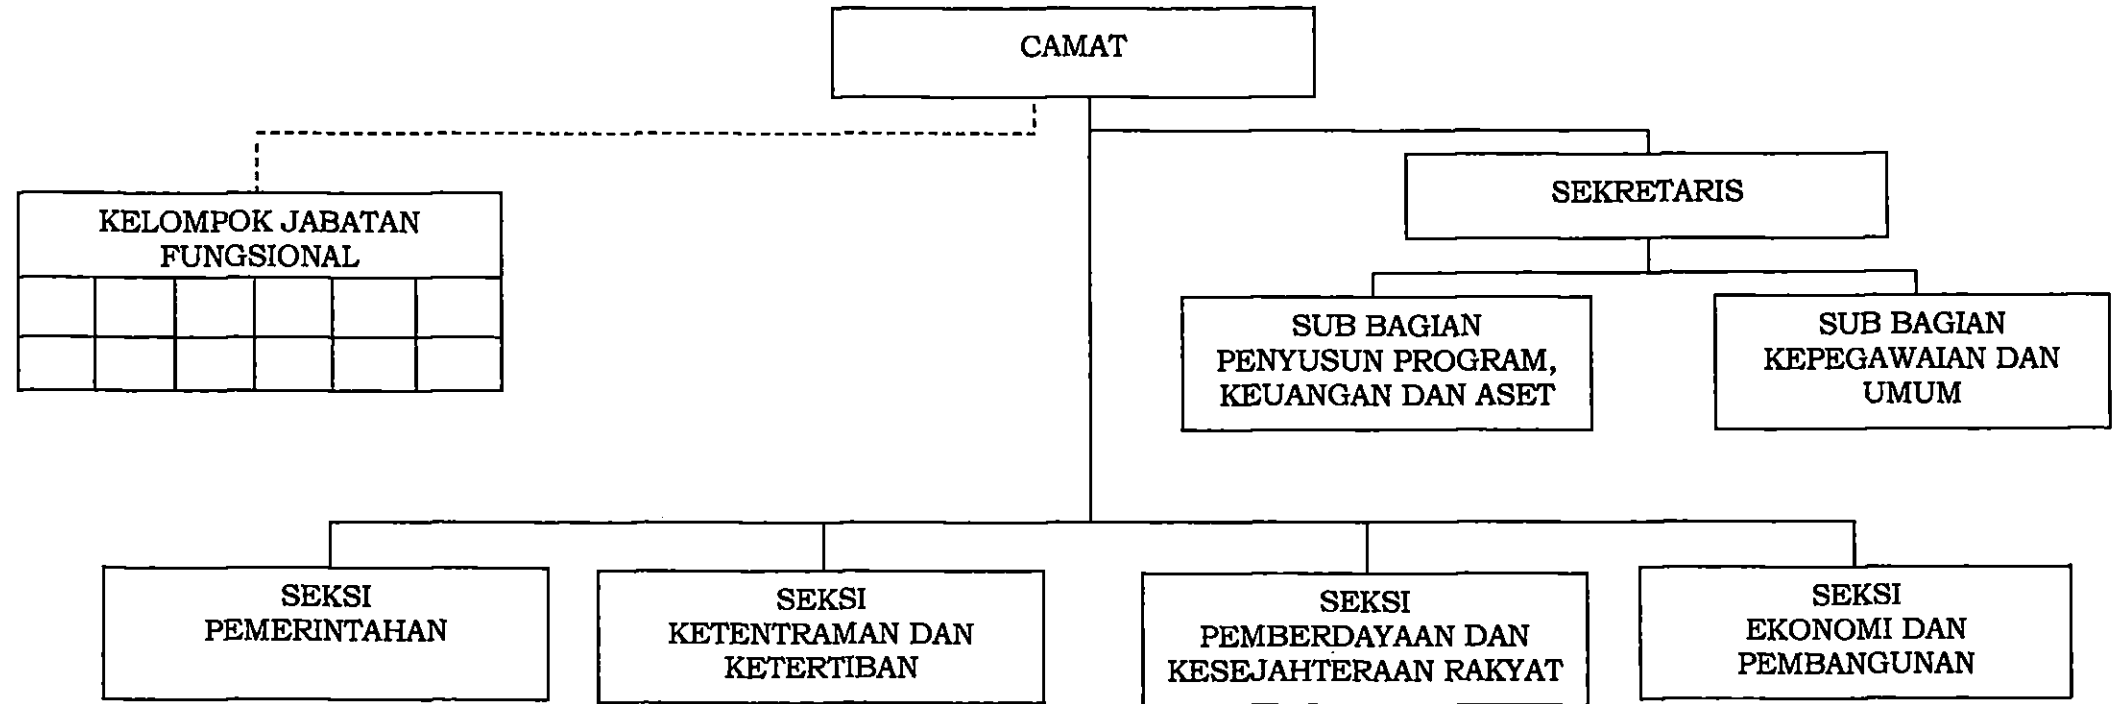 CAMAT
SEKRETARIS
KELOMPOK JABATAN
FUNGSIONAL
SUB BAGIAN
PENYUSUN PROGRAM,
KEUANGAN DAN ASET
SUB BAGIAN
KEPEGAWAIAN DAN
UMUM
SEKSI
PEMERINTAHAN
SEKSI
KETENTRAMAN DAN
KETERTIBAN
SEKSI
PEMBERDAYAAN DAN
KESEJAHTERAAN RAKYAT
SEKSI
EKONOMI DAN
PEMBANGUNAN